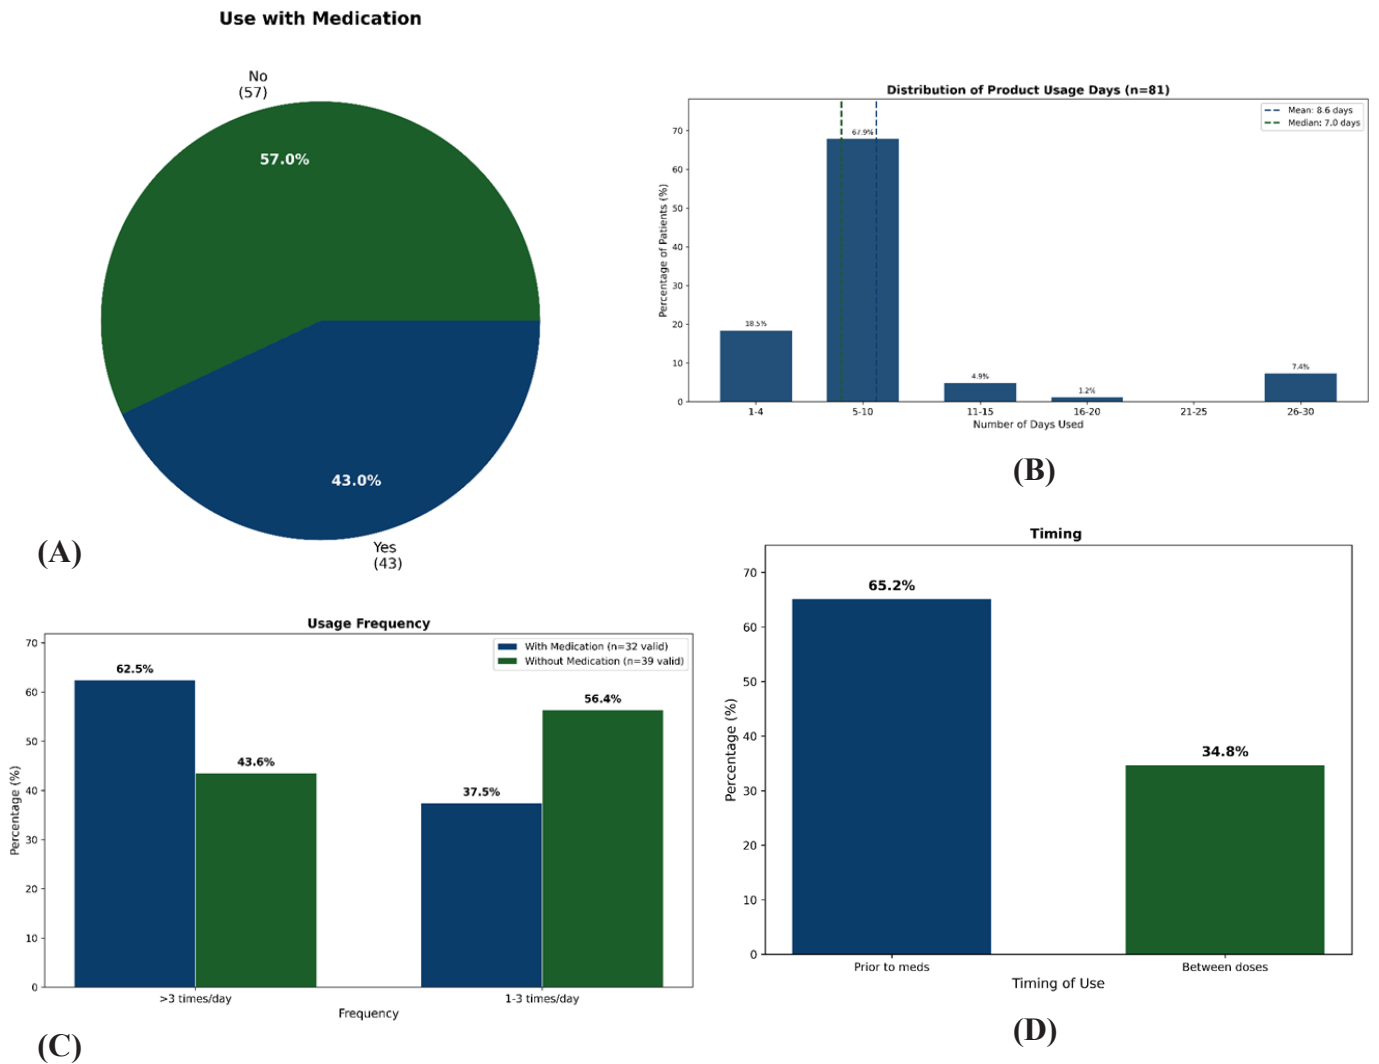 Use with Medication
No
(57)
57.0%
43.0%
Yes
(43)
(A)
Distribution of Product Usage Days (n=81)
Mean: 8.6 days
Median: 7.0 days
Percentage of Patients (%)
70
60
50
40
30
20
10
0
18.5%
67.9%
4.9%
1.2%
7.4%
1-4
5-10
11-15
16-20
21-25
26-30
Number of Days Used
(B)
Usage Frequency
With Medication (n=32 valid)
Without Medication (n=39 valid)
Percentage (%)
70
60
50
40
30
20
10
0
62.5%
43.6%
37.5%
56.4%
>3 times/day
1-3 times/day
Frequency
(C)
Timing
Percentage (%)
70
60
50
40
30
20
10
0
65.2%
34.8%
Prior to meds
Between doses
Timing of Use
(D)